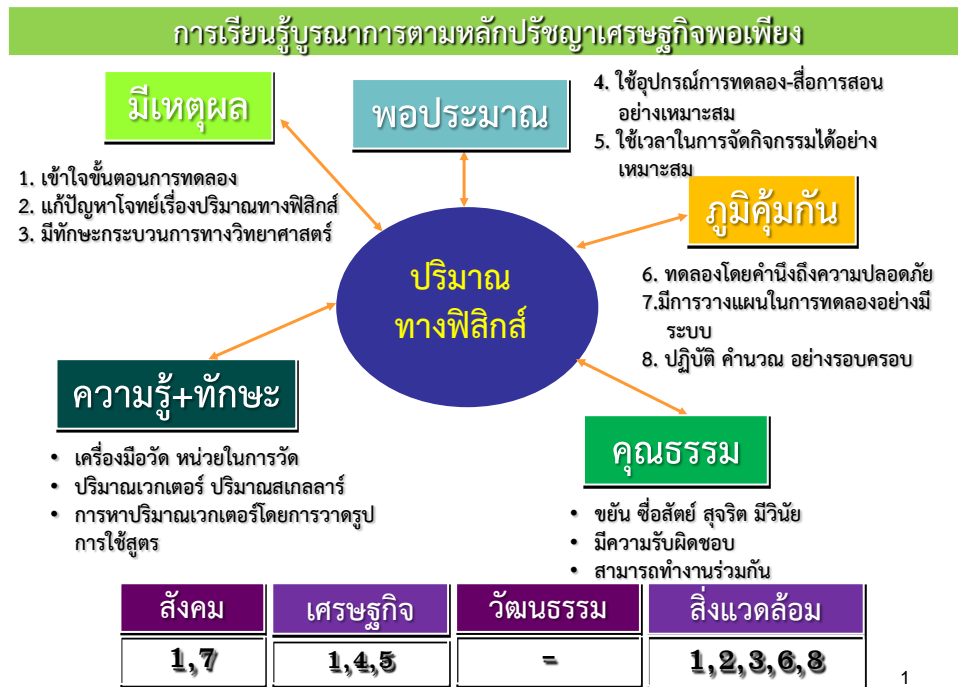 การเรียนรู้บูรณาการตามหลักปรัชญาเศรษฐกิจพอเพียง
มีเหตุผล
1. เข้าใจขั้นตอนการทดลอง
2. แก้ปัญหาโจทย์เรื่องปริมาณทางฟิสิกส์
3. มีทักษะกระบวนการทางวิทยาศาสตร์
พอประมาณ
4. ใช้อุปกรณ์การทดลอง-สื่อการสอน
อย่างเหมาะสม
5. ใช้เวลาในการจัดกิจกรรมได้อย่าง
เหมาะสม
ภูมิคุ้มกัน
6. ทดลองโดยคำนึงถึงความปลอดภัย
7.มีการวางแผนในการทดลองอย่างมี
ระบบ
8. ปฏิบัติ คำนวณ อย่างรอบครอบ
ปริมาณ
ทางฟิสิกส์
ความรู้+ทักษะ
• เครื่องมือวัด หน่วยในการวัด
• ปริมาณเวกเตอร์ ปริมาณสเกลลาร์
• การหาปริมาณเวกเตอร์โดยการวาดรูป
การใช้สูตร
คุณธรรม
• ขยัน ซื่อสัตย์ สุจริต มีวินัย
• มีความรับผิดชอบ
• สามารถทำงานร่วมกัน
สังคม เศรษฐกิจ วัฒนธรรม สิ่งแวดล้อม
1,7 1,4,5 - 1,2,3,6,8
1